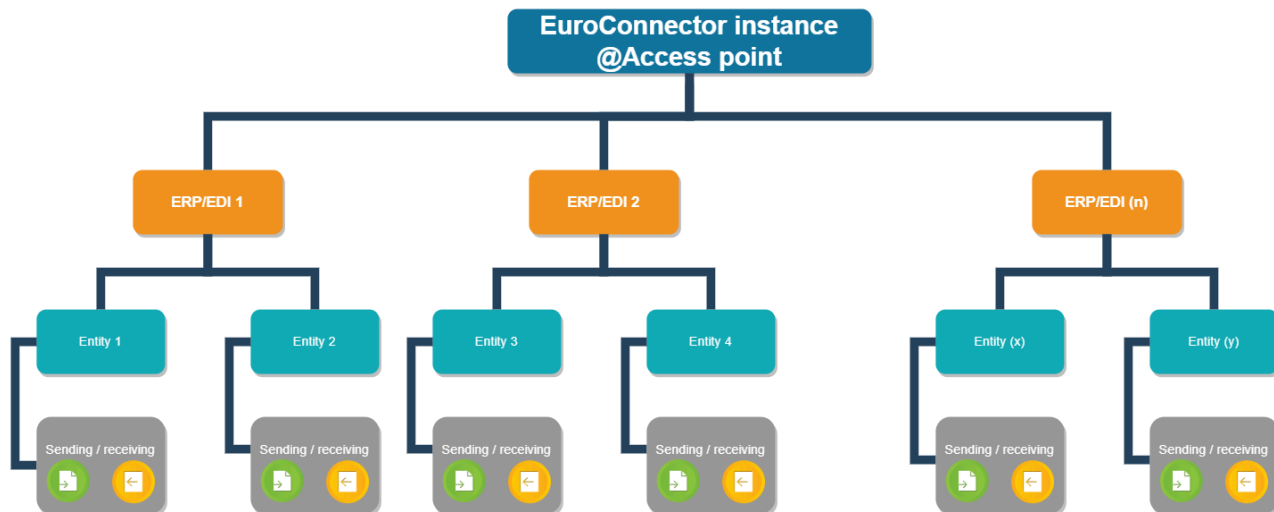 EuroConnector instance
@Access point
ERP/EDI 1
ERP/EDI 2
ERP/EDI (n)
Entity 1
Entity 2
Entity 3
Entity 4
Entity (x)
Entity (y)
Sending / receiving
Sending / receiving
Sending / receiving
Sending / receiving
Sending / receiving
Sending / receiving